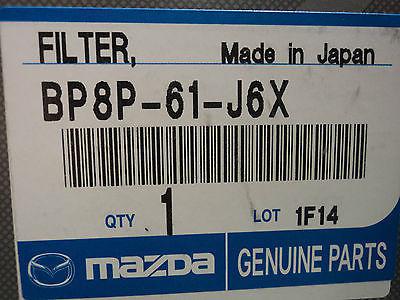 FILTER, Made in Japan
BP8P-61-J6X
QTY 1 LOT 1F14
mazda GENUINE PARTS